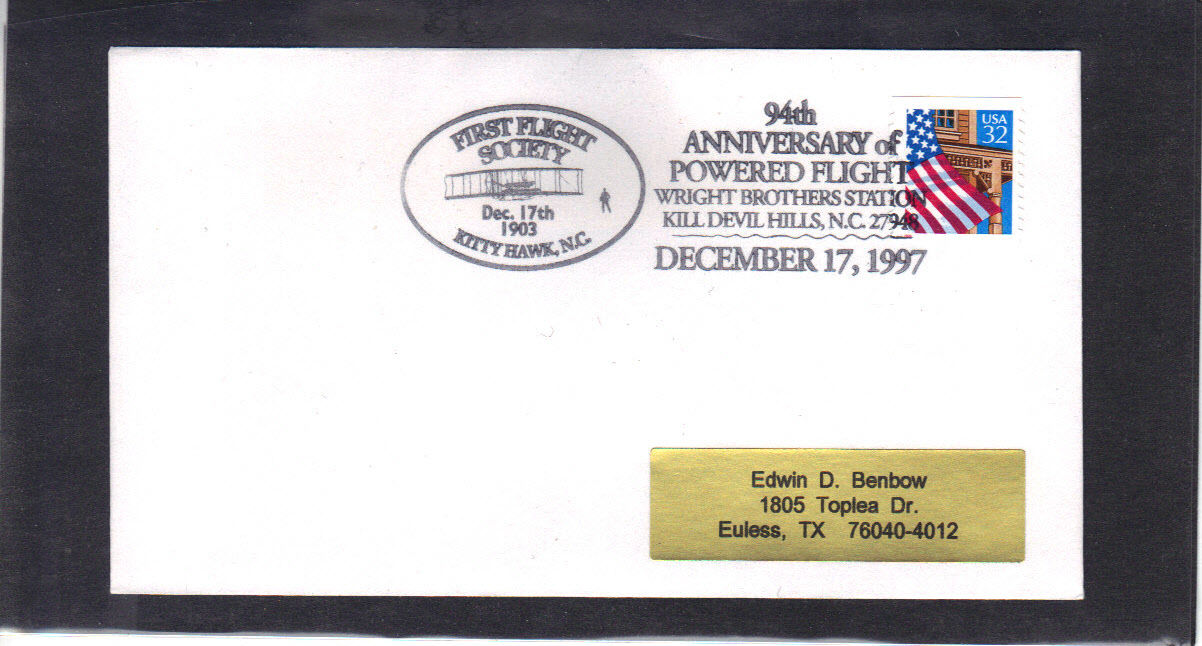 FIRST FLIGHT
SOCIETY
Dec. 17th
1903
KITTY HAWK, N.C.
94th
ANNIVERSARY of
POWERED FLIGHT
WRIGHT BROTHERS STATION
KILL DEVIL HILLS, N.C. 27948
DECEMBER 17, 1997
USA
32
Edwin D. Benbow
1805 Toplea Dr.
Euless, TX 76040-4012